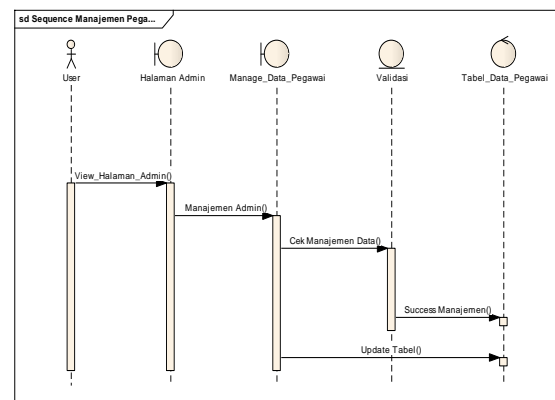 sd Sequence Manajemen Pega...
User
Halaman Admin
Manage_Data_Pegawai
Validasi
Tabel_Data_Pegawai
View_Halaman_Admin()
Manajemen Admin()
Cek Manajemen Data()
Success Manajemen()
Update Tabel()